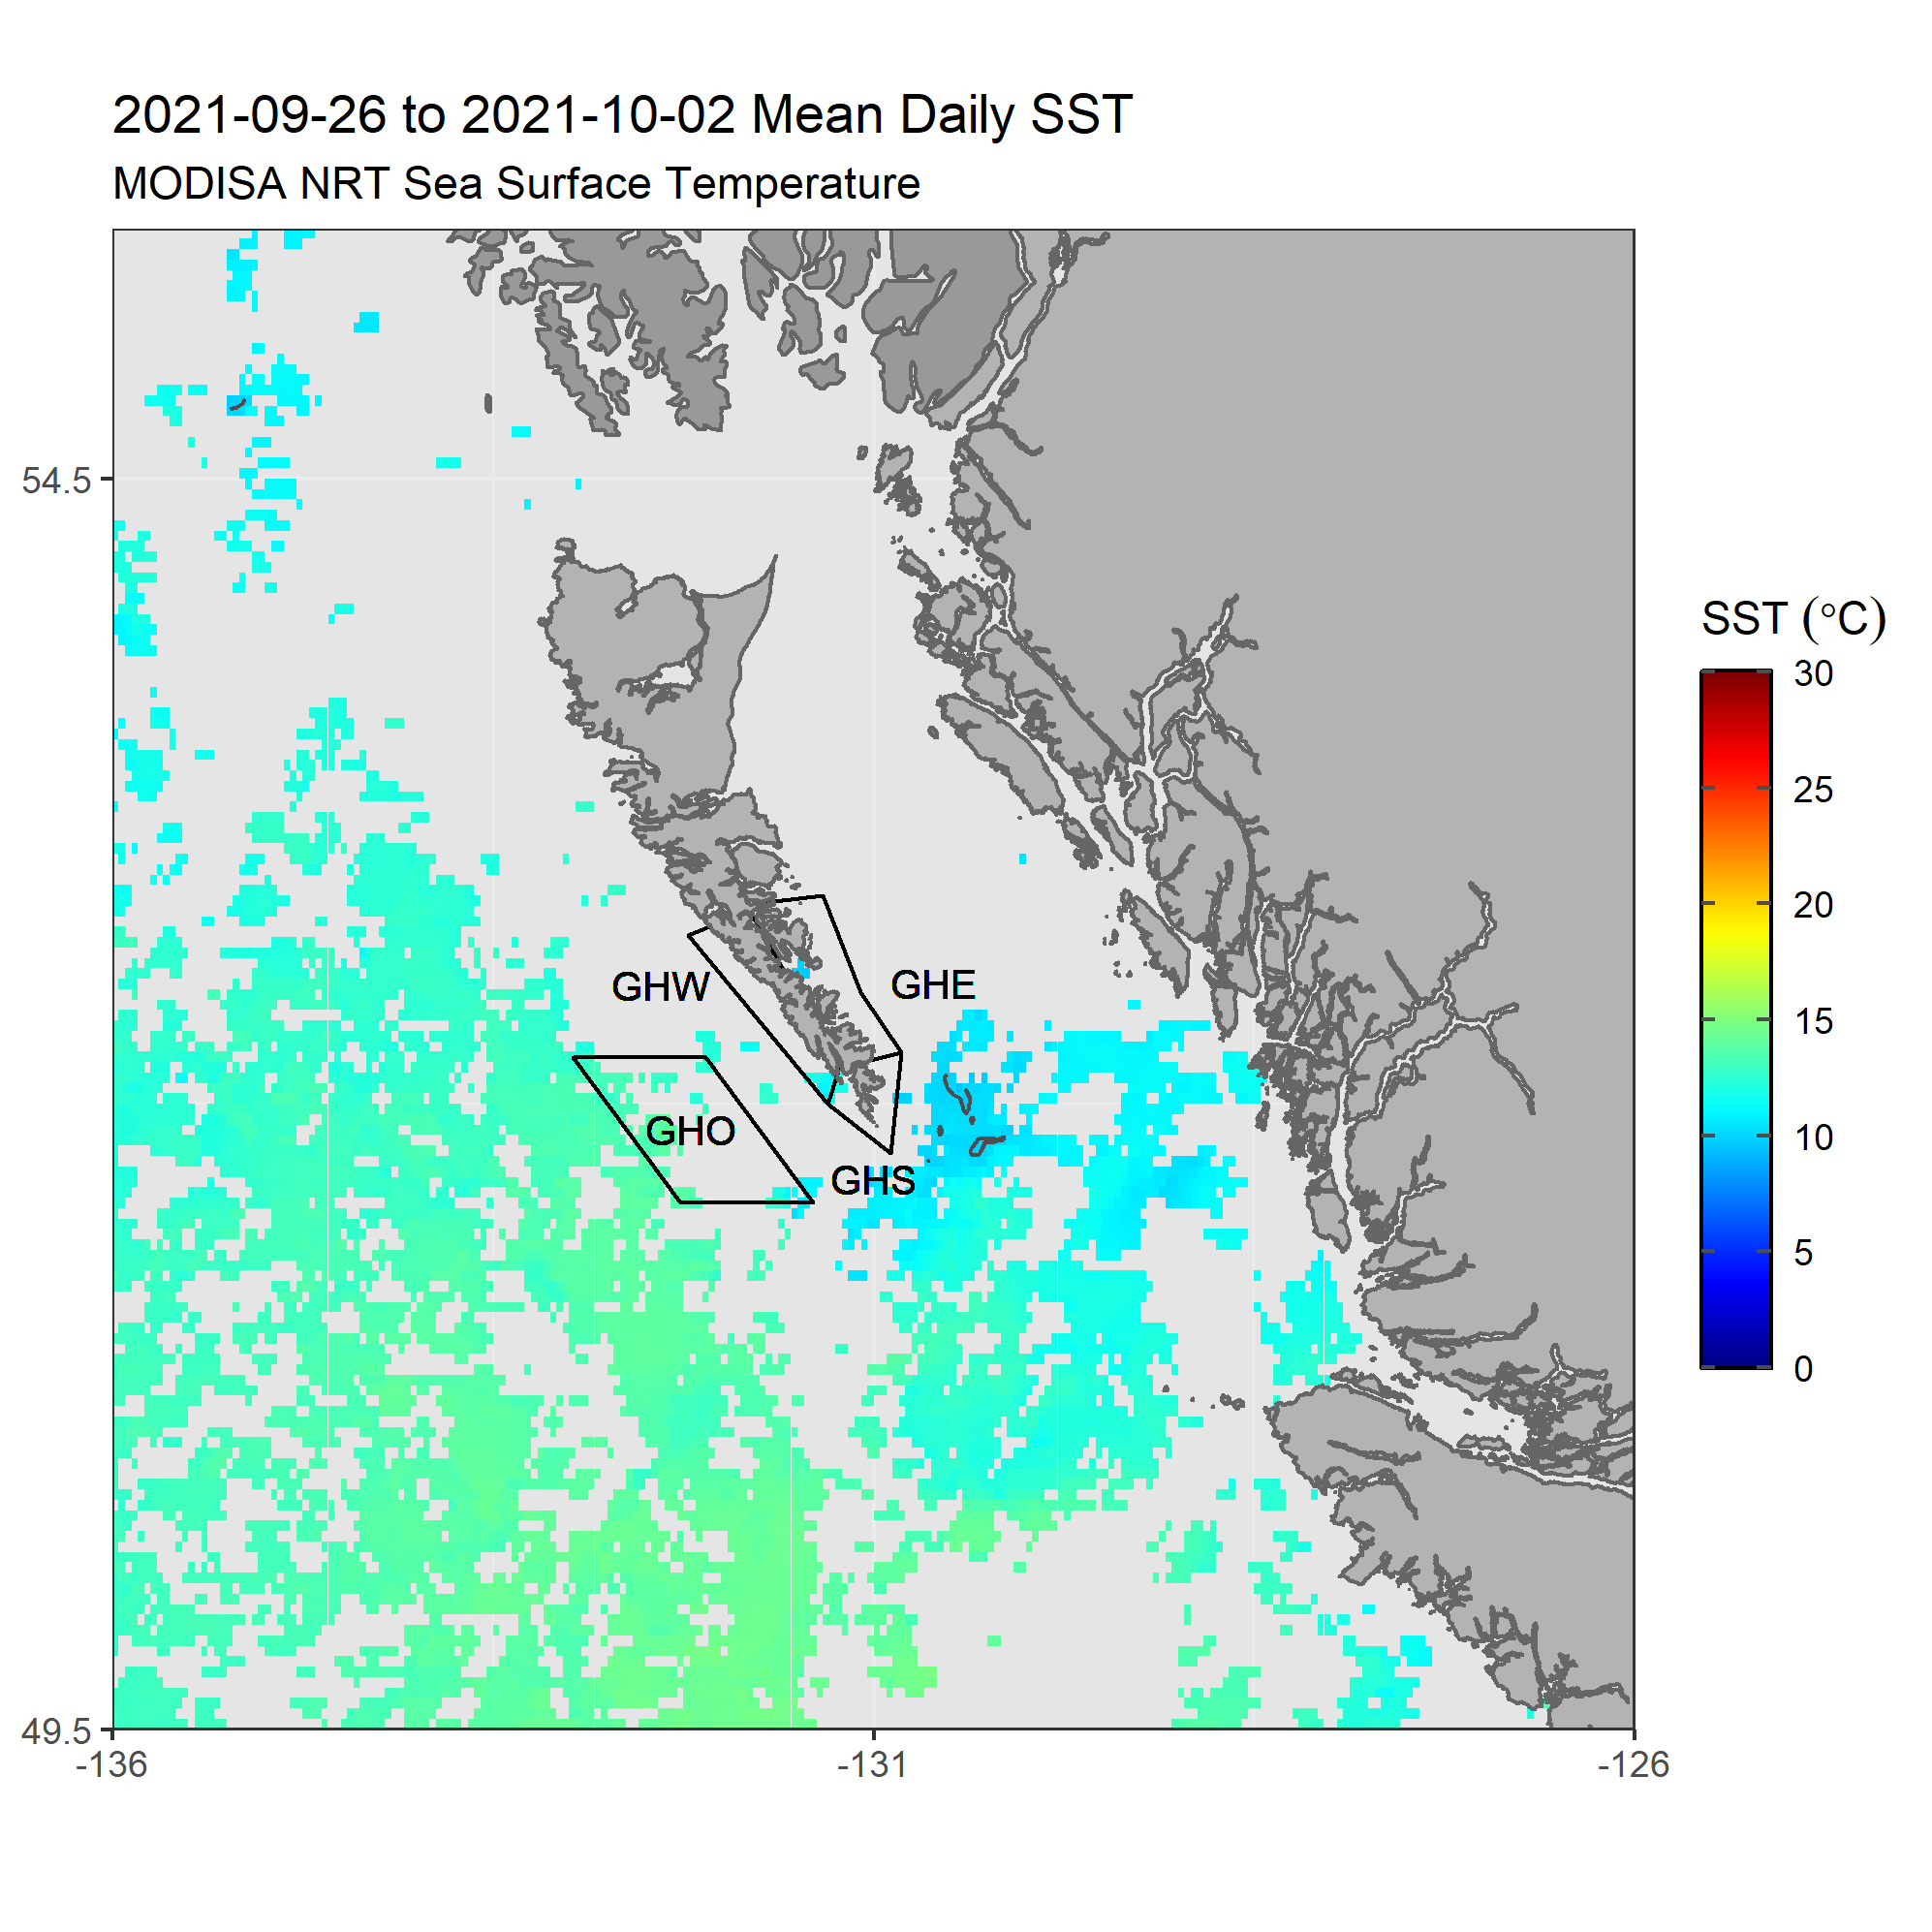 2021-09-26 to 2021-10-02 Mean Daily SST
MODISA NRT Sea Surface Temperature
54.5
49.5
-136
-131
-126
GHW
GHE
GHO
GHS
SST (°C)
30
25
20
15
10
5
0